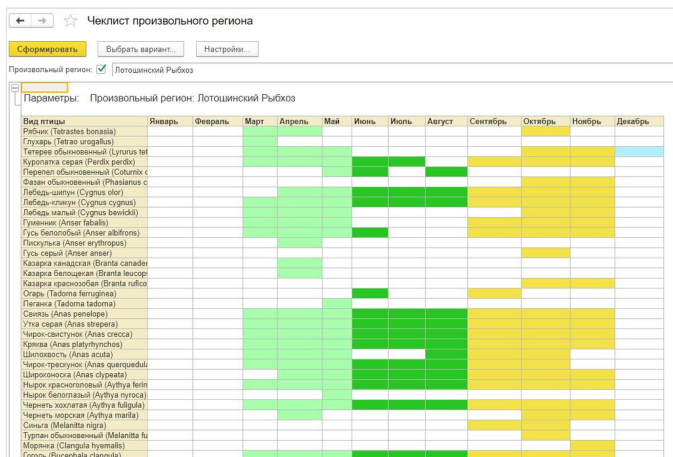 Чеклист произвольного региона
Сформировать Выбрать вариант... Настройки...
Произвольный регион: Лотошинский Рыбхоз
Параметры: Произвольный регион: Лотошинский Рыбхоз
Вид птицы Январь Февраль Март Апрель Май Июнь Июль Август Сентябрь Октябрь Ноябрь Декабрь
Рябчик (Tetrastes bonasia)
Глухарь (Tetrao urogallus)
Тетерев обыкновенный (Lyrurus tet
Куропатка серая (Perdix perdix)
Перепел обыкновенный (Coturnix c
Фазан обыкновенный (Phasianus c
Лебедь-шипун (Cygnus olor)
Лебедь-кликун (Cygnus cygnus)
Лебедь малый (Cygnus bewickii)
Гуменник (Anser fabalis)
Гусь белолобый (Anser albifrons)
Пискулька (Anser erythropus)
Гусь серый (Anser anser)
Казарка канадская (Branta canader
Казарка белощекая (Branta leucops
Казарка краснозобая (Branta rufico
Огарь (Tadorna ferruginea)
Пеганка (Tadorna tadorna)
Свиязь (Anas penelope)
Утка серая (Anas strepera)
Чирок-свистунок (Anas crecca)
Кряква (Anas platyrhynchos)
Шилохвость (Anas acuta)
Чирок-трескунок (Anas querquedula
Широконоска (Anas clypeata)
Нырок красноголовый (Aythya ferin
Нырок белоглазый (Aythya nyroca)
Чернеть хохлатая (Aythya fuligula)
Чернеть морская (Aythya marila)
Синьга (Melanitta nigra)
Турпан обыкновенный (Melanitta fu
Морянка (Clangula hyemalis)
Гоголь (Bucephala clangula)